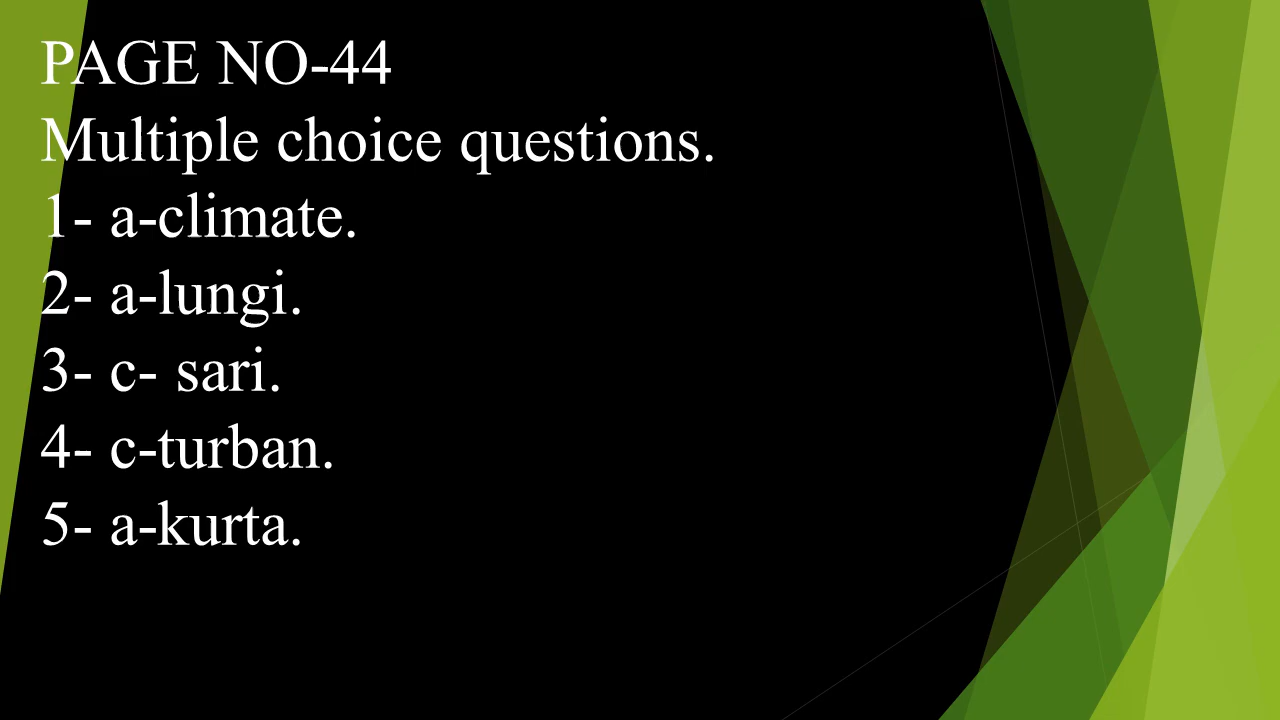 PAGE NO-44
Multiple choice questions.
1- a-climate.
2- a-lungi.
3- c- sari.
4- c-turban.
5- a-kurta.